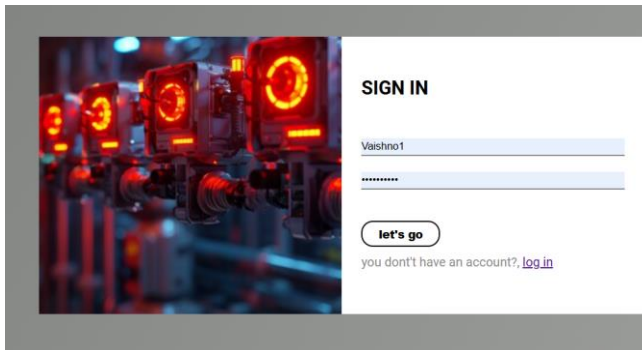 SIGN IN
Vaishno1
••••••••••
let's go
you dont't have an account?, log in